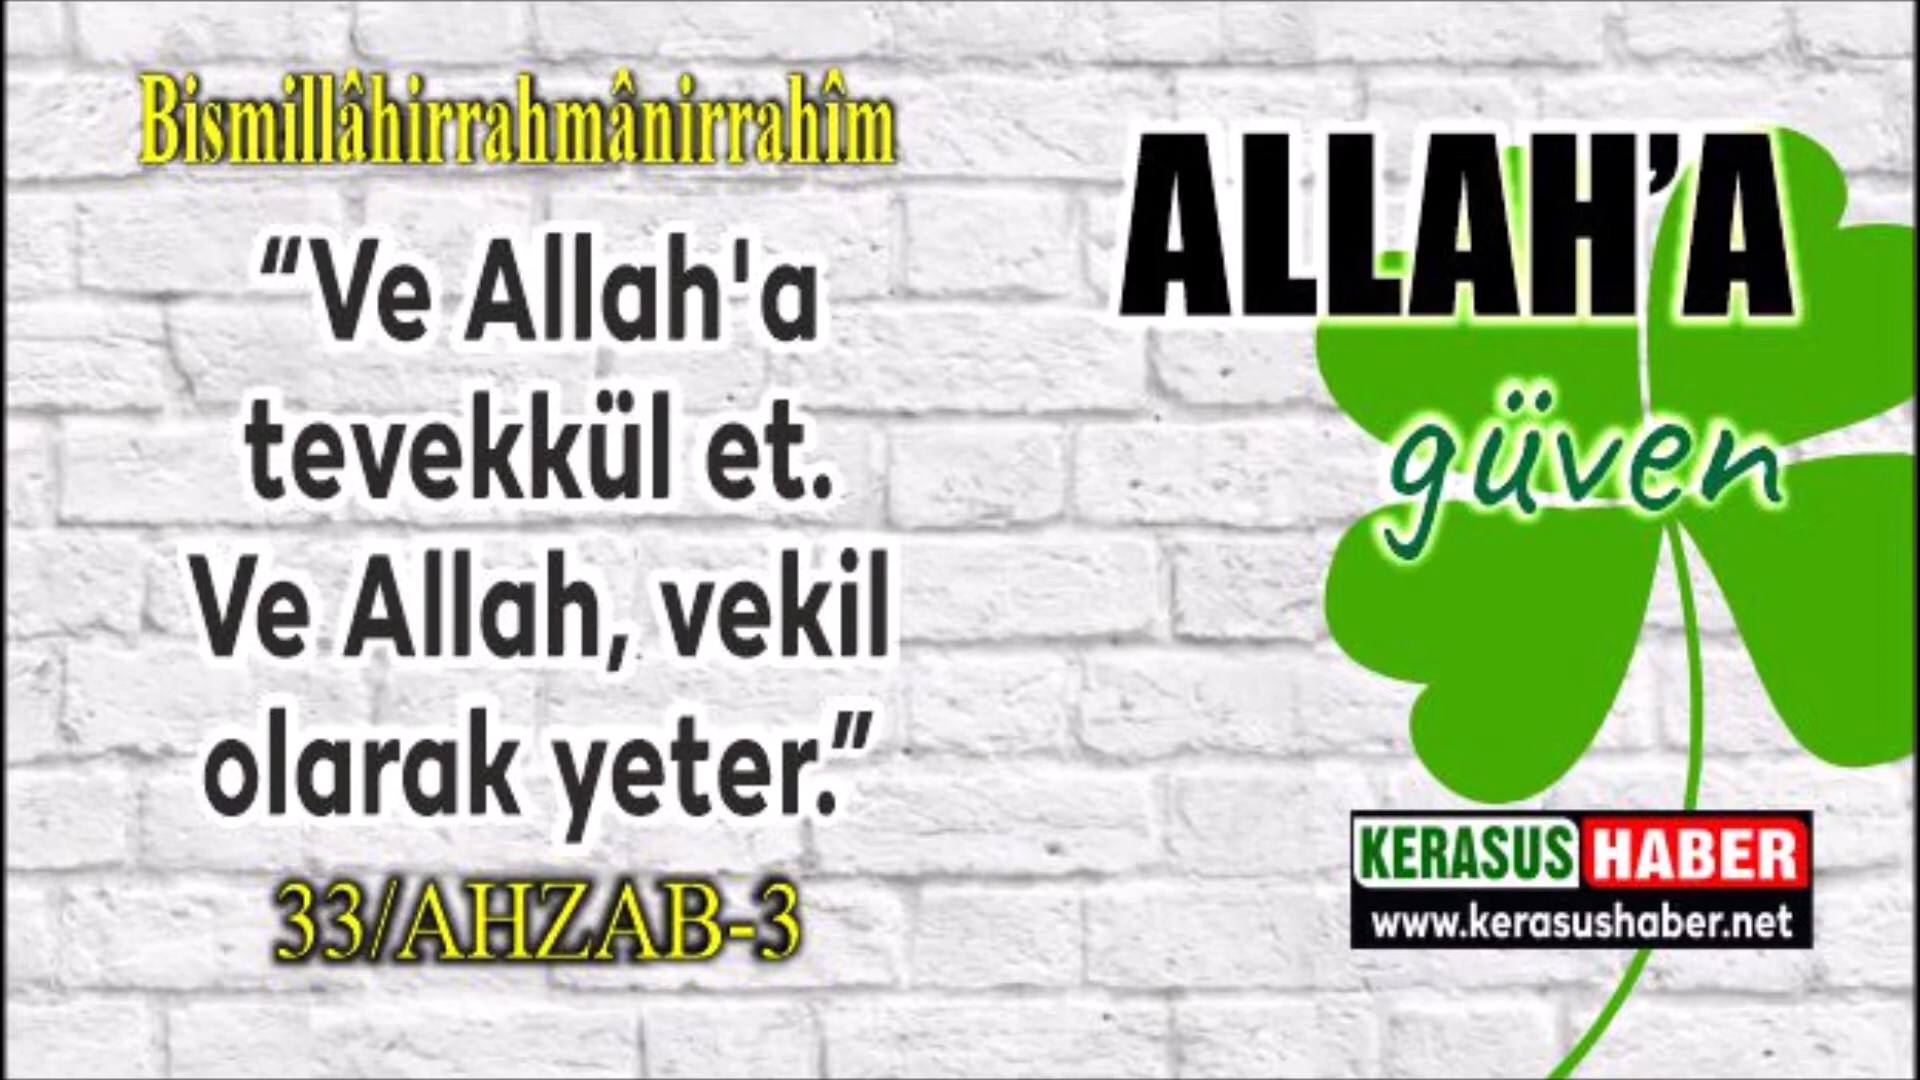 Bismillâhirrahmânirrahîm
“Ve Allah'a
tevekkül et.
Ve Allah, vekil
olarak yeter.”
33/AHZAB-3
ALLAH’A
güven
KERASUS HABER
www.kerasushaber.net